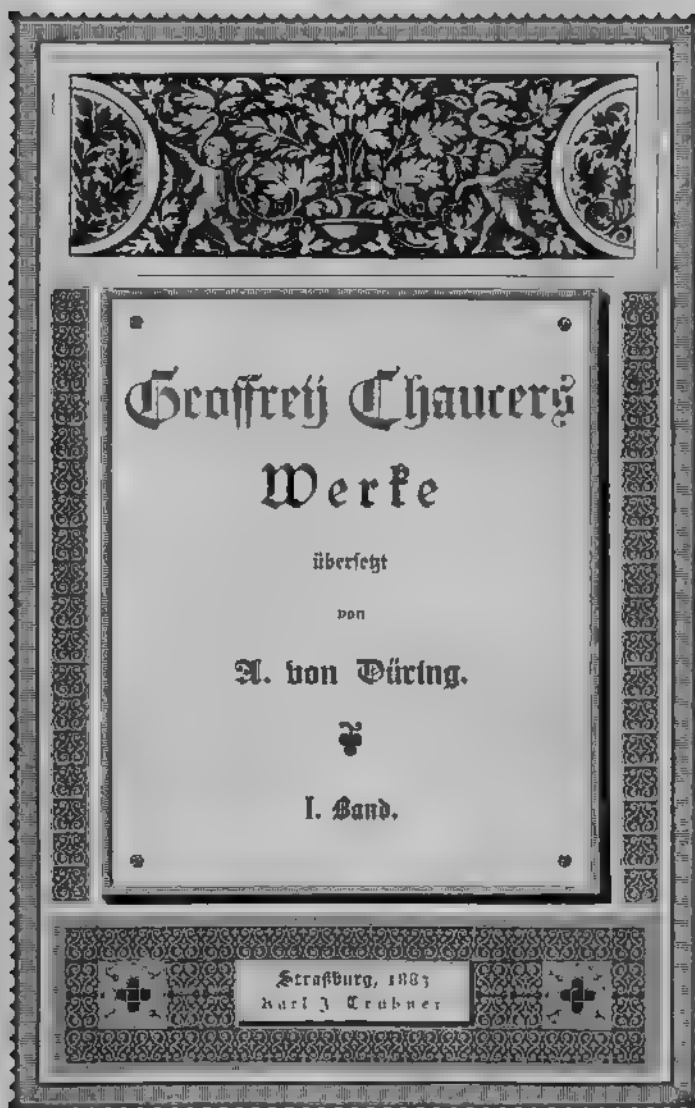 Geoffrey Chaucers
Werke
übersetzt
von
A. von Düring.
I. Band.
Straßburg, 1883
Karl J. Trübner